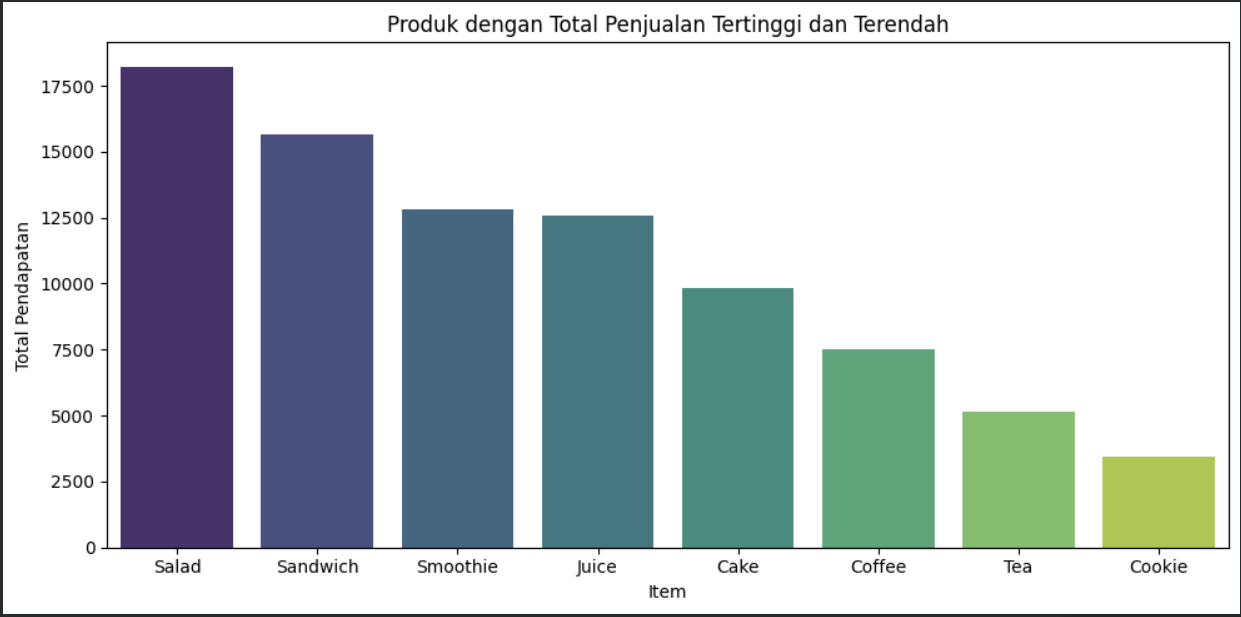 Produk dengan Total Penjualan Tertinggi dan Terendah
Total Pendapatan
17500
15000
12500
10000
7500
5000
2500
0
Salad Sandwich Smoothie Juice Cake Coffee Tea Cookie
Item